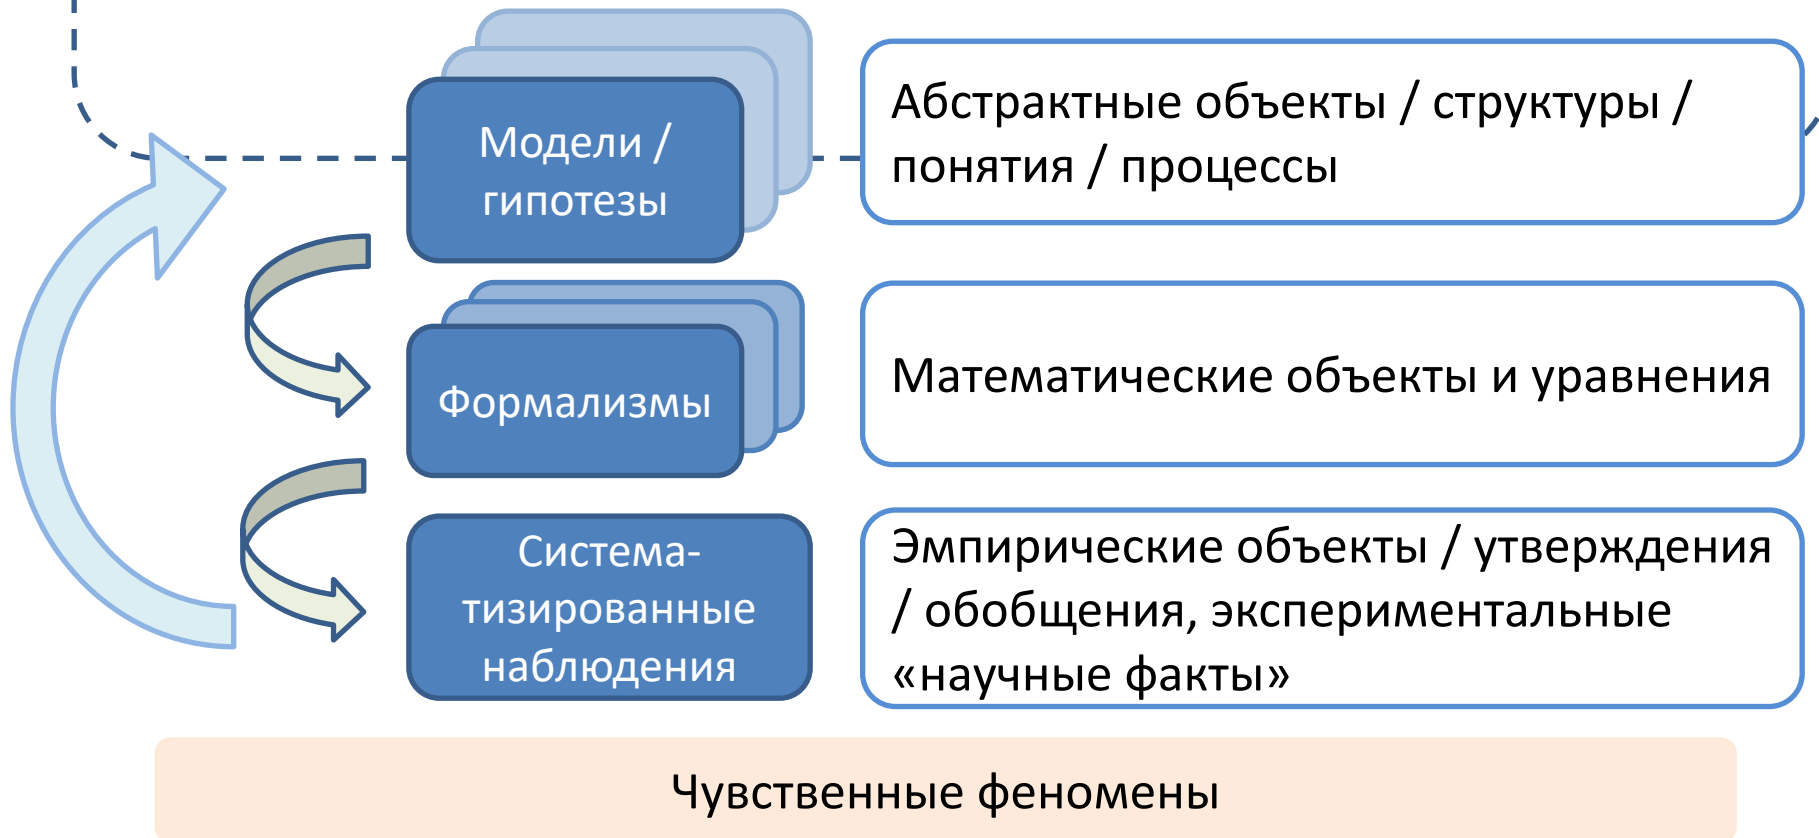 Модели /
гипотезы
Абстрактные объекты / структуры /
понятия / процессы
Формализмы
Математические объекты и уравнения
Система-
тизированные
наблюдения
Эмпирические объекты / утверждения
/ обобщения, экспериментальные
«научные факты»
Чувственные феномены